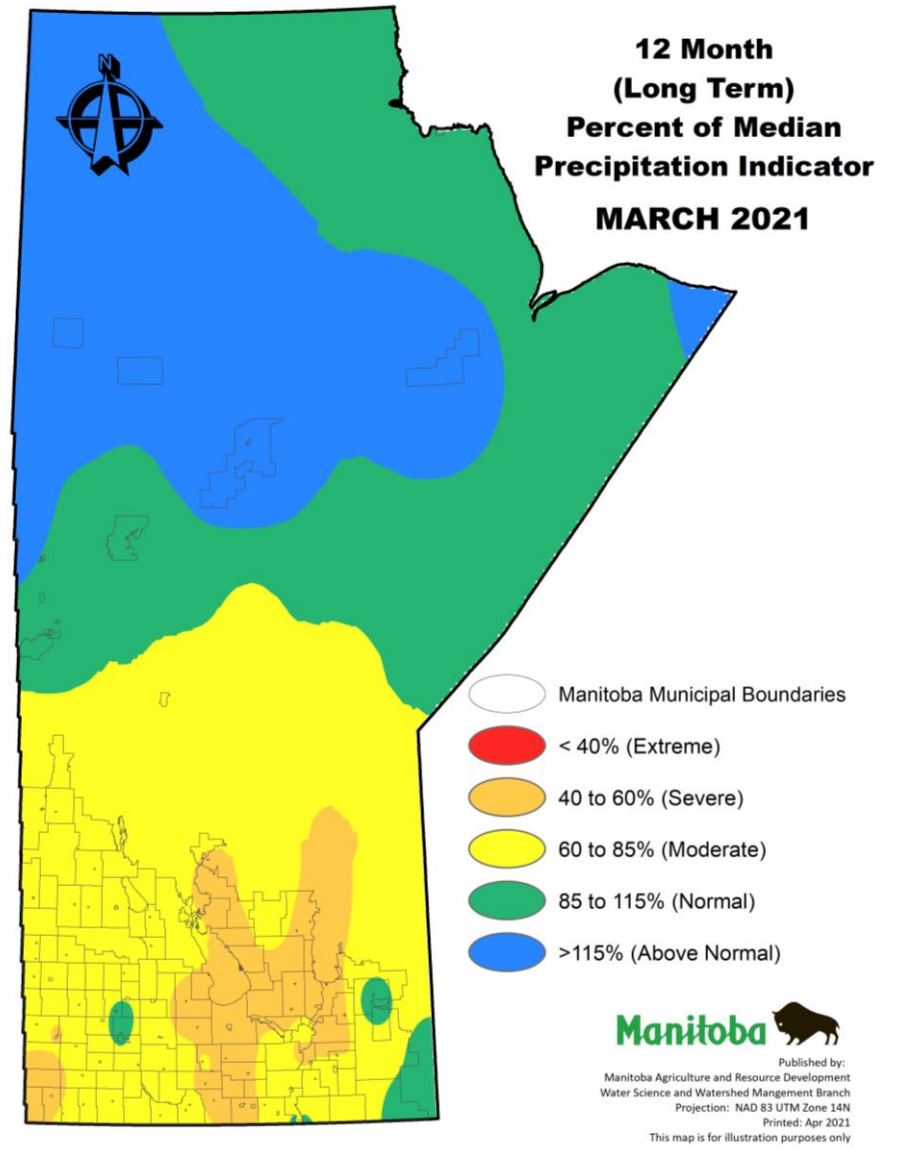 N
12 Month
(Long Term)
Percent of Median
Precipitation Indicator
MARCH 2021
Manitoba Municipal Boundaries
< 40% (Extreme)
40 to 60% (Severe)
60 to 85% (Moderate)
85 to 115% (Normal)
>115% (Above Normal)
Manitoba
Published by:
Manitoba Agriculture and Resource Development
Water Science and Watershed Mangement Branch
Projection: NAD 83 UTM Zone 14N
Printed: Apr 2021
This map is for illustration purposes only